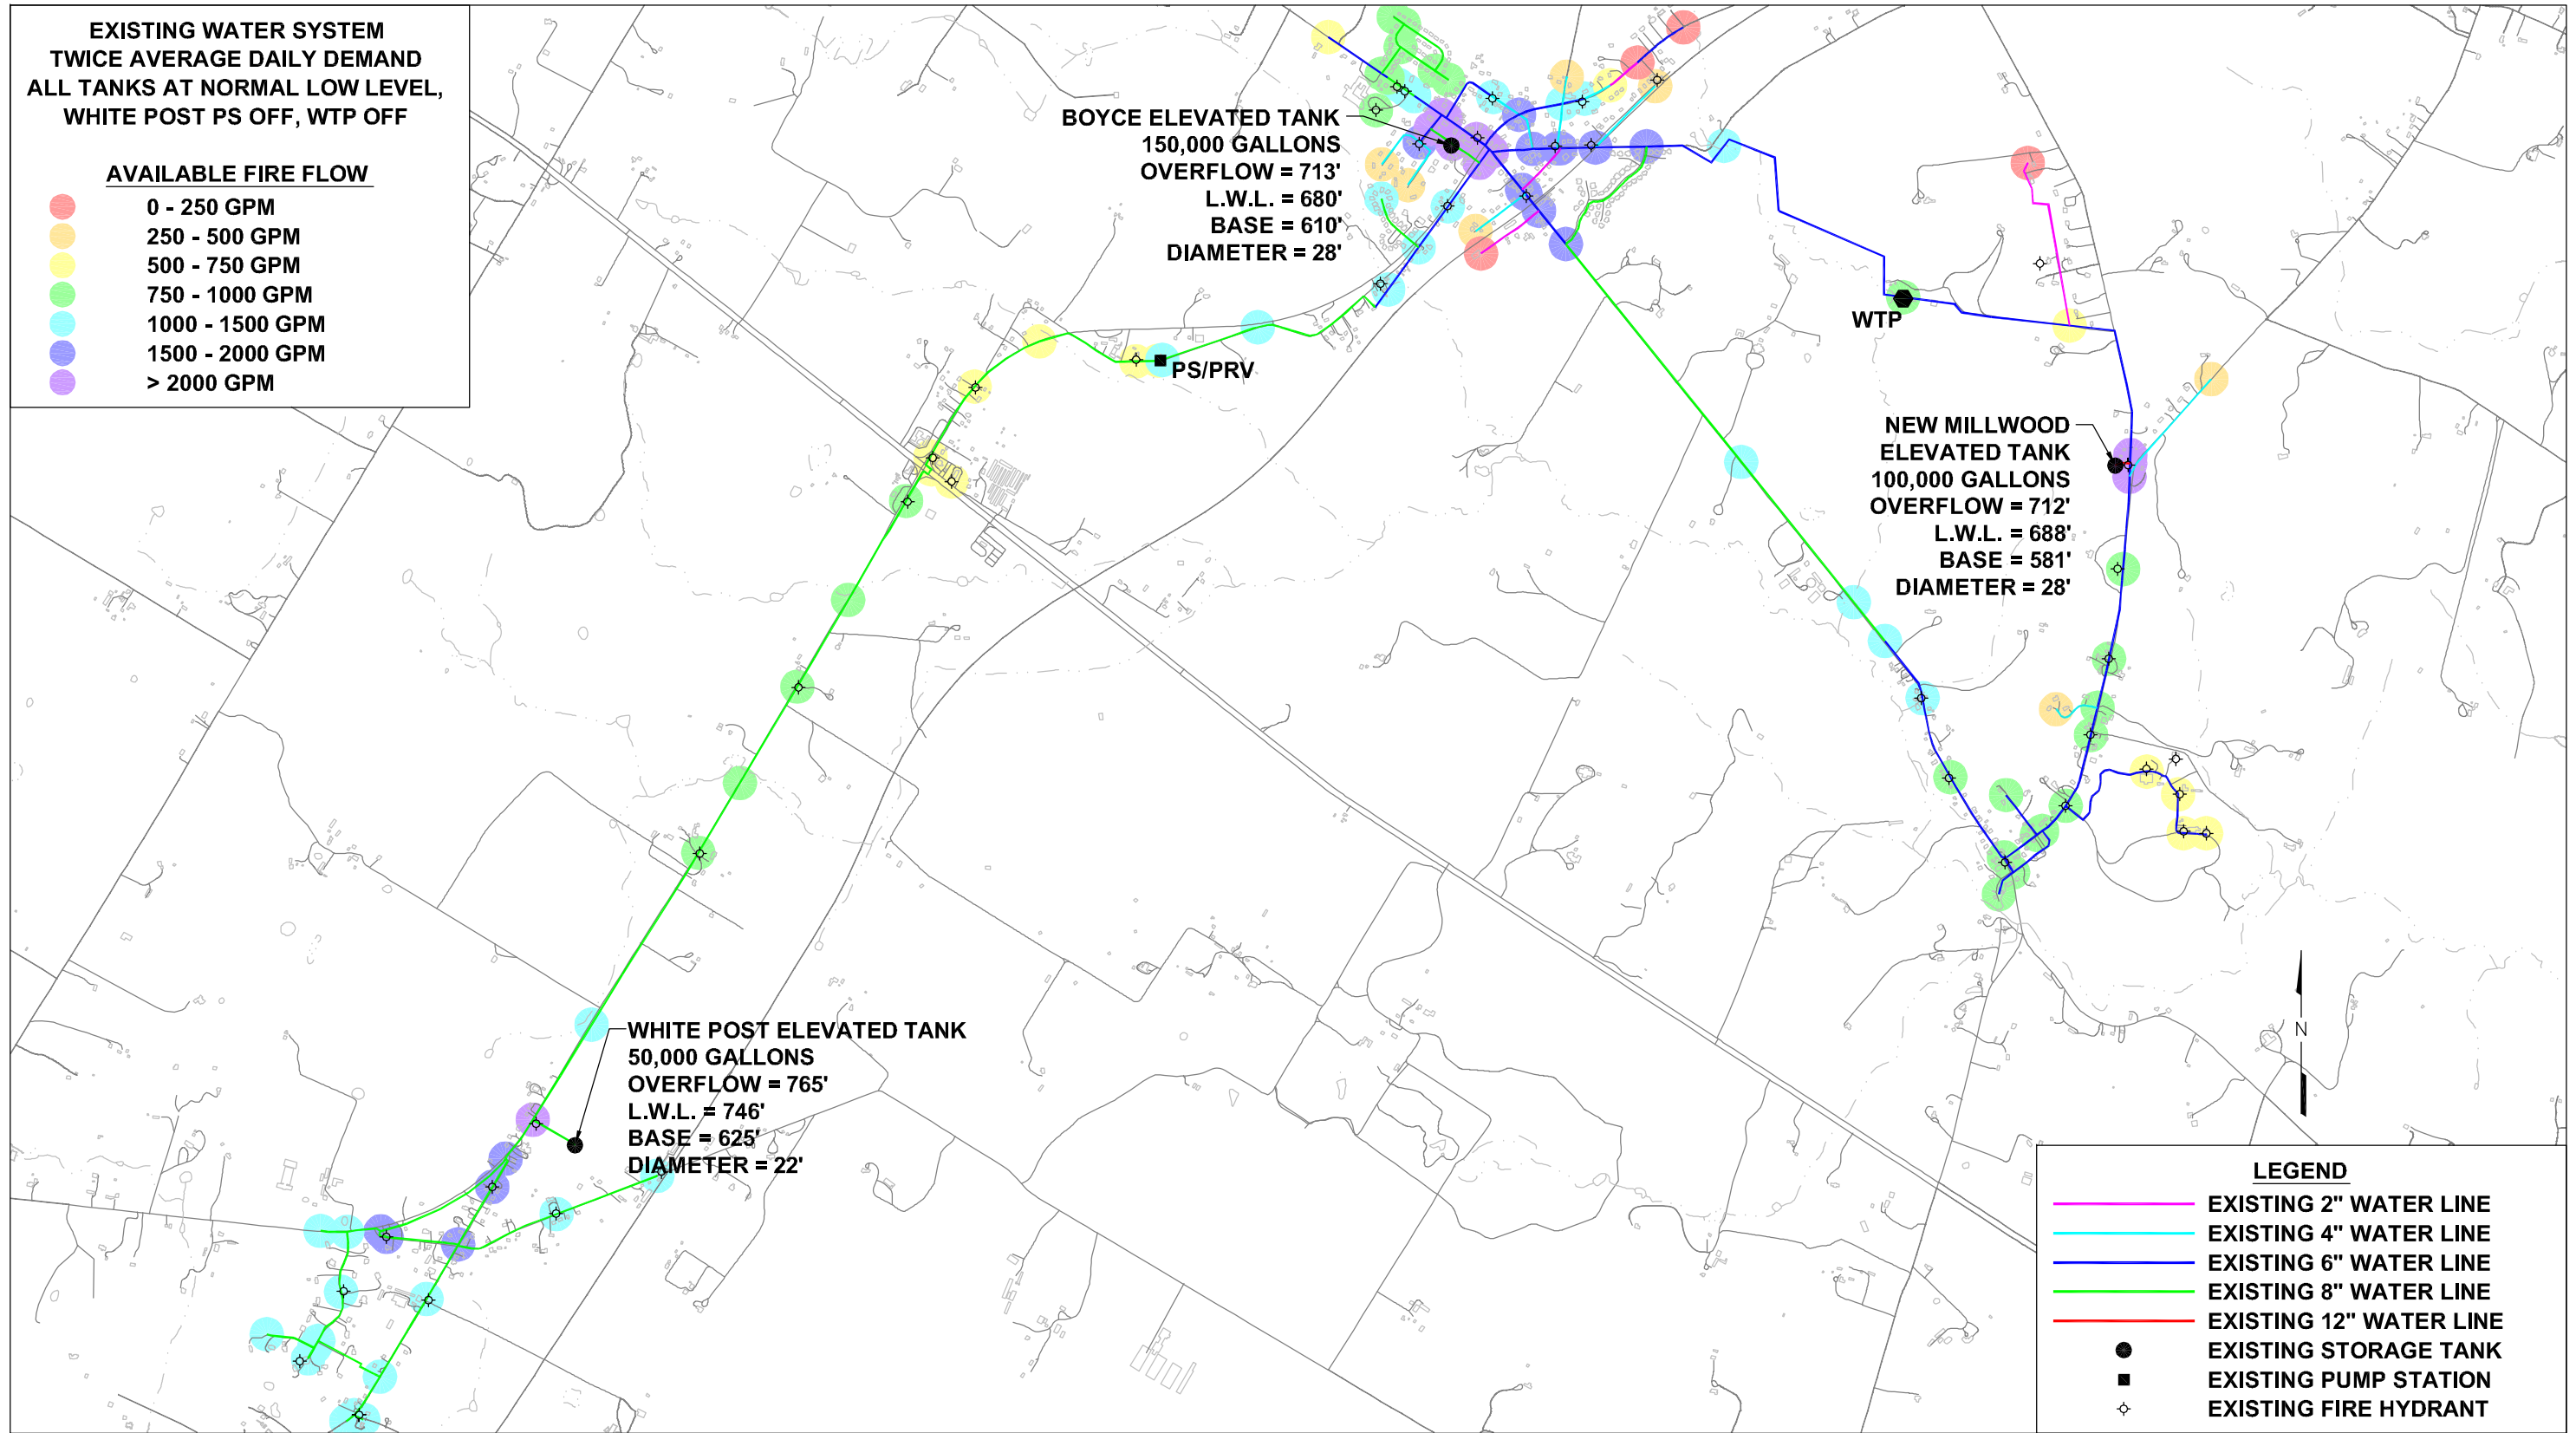 EXISTING WATER SYSTEM
TWICE AVERAGE DAILY DEMAND
ALL TANKS AT NORMAL LOW LEVEL,
WHITE POST PS OFF, WTP OFF
AVAILABLE FIRE FLOW
0 - 250 GPM
250 - 500 GPM
500 - 750 GPM
750 - 1000 GPM
1000 - 1500 GPM
1500 - 2000 GPM
> 2000 GPM
BOYCE ELEVATED TANK
150,000 GALLONS
OVERFLOW = 713'
L.W.L. = 680'
BASE = 610'
DIAMETER = 28'
WTP
PS/PRV
NEW MILLWOOD
ELEVATED TANK
100,000 GALLONS
OVERFLOW = 712'
L.W.L. = 688'
BASE = 581'
DIAMETER = 28'
WHITE POST ELEVATED TANK
50,000 GALLONS
OVERFLOW = 765'
L.W.L. = 746'
BASE = 625'
DIAMETER = 22'
N
LEGEND
EXISTING 2" WATER LINE
EXISTING 4" WATER LINE
EXISTING 6" WATER LINE
EXISTING 8" WATER LINE
EXISTING 12" WATER LINE
EXISTING STORAGE TANK
EXISTING PUMP STATION
EXISTING FIRE HYDRANT